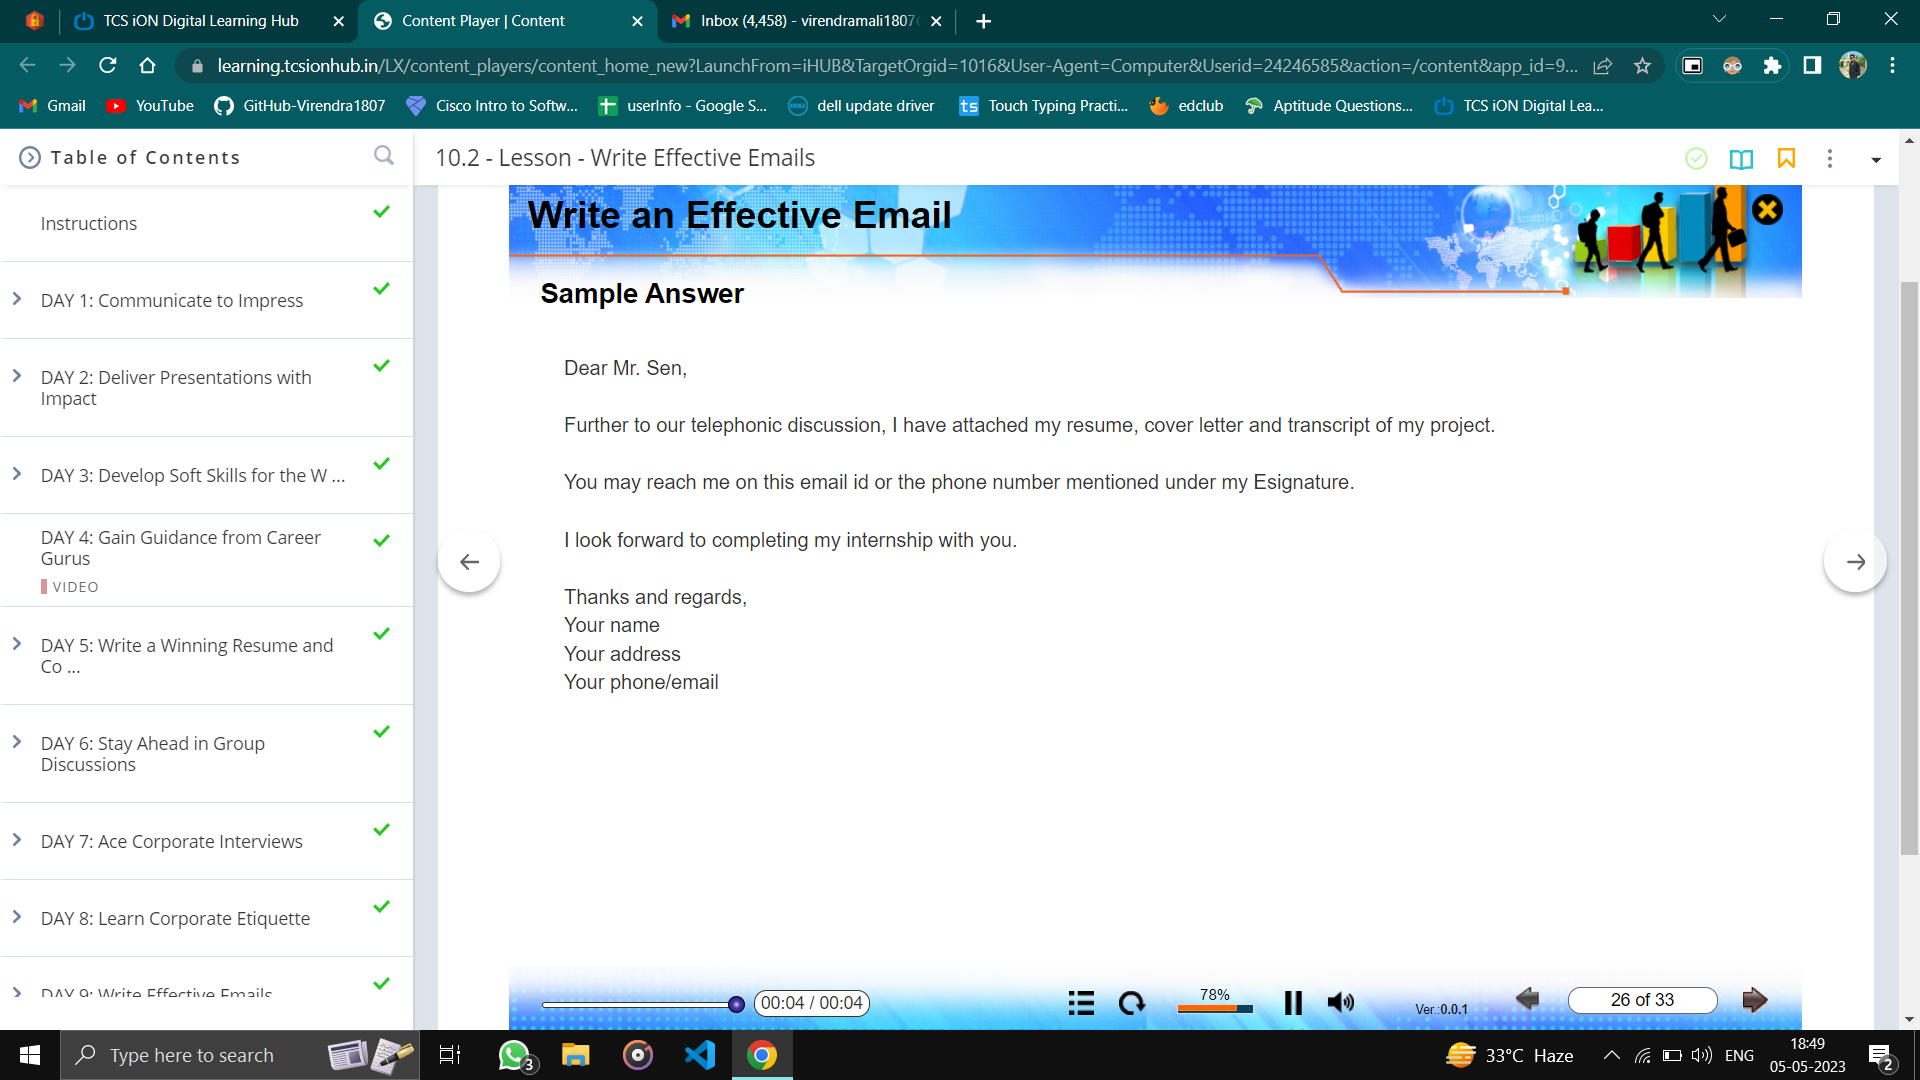 TCS iON Digital Learning Hub
Content Player | Content
Inbox (4,458) - virendramali1807
learning.tcsionhub.in/LX/content_players/content_home_new?LaunchFrom=iHUB&TargetOrgid=1016&User-Agent=Computer&Userid=24246585&action=/content&app_id=9...
Gmail
YouTube
GitHub-Virendra1807
Cisco Intro to Softw...
userInfo - Google S...
dell update driver
Touch Typing Practi...
edclub
Aptitude Questions...
TCS iON Digital Lea...
Table of Contents
10.2 - Lesson - Write Effective Emails
Instructions
DAY 1: Communicate to Impress
DAY 2: Deliver Presentations with
Impact
DAY 3: Develop Soft Skills for the W ...
DAY 4: Gain Guidance from Career
Gurus
VIDEO
DAY 5: Write a Winning Resume and
Co ...
DAY 6: Stay Ahead in Group
Discussions
DAY 7: Ace Corporate Interviews
DAY 8: Learn Corporate Etiquette
DAY 9: Write Effective Emails
Write an Effective Email
Sample Answer
Dear Mr. Sen,
Further to our telephonic discussion, I have attached my resume, cover letter and transcript of my project.
You may reach me on this email id or the phone number mentioned under my Esignature.
I look forward to completing my internship with you.
Thanks and regards,
Your name
Your address
Your phone/email
00:04 / 00:04
78%
Ver.:0.0.1
26 of 33
Type here to search
3
33°C Haze
ENG
18:49
05-05-2023
2